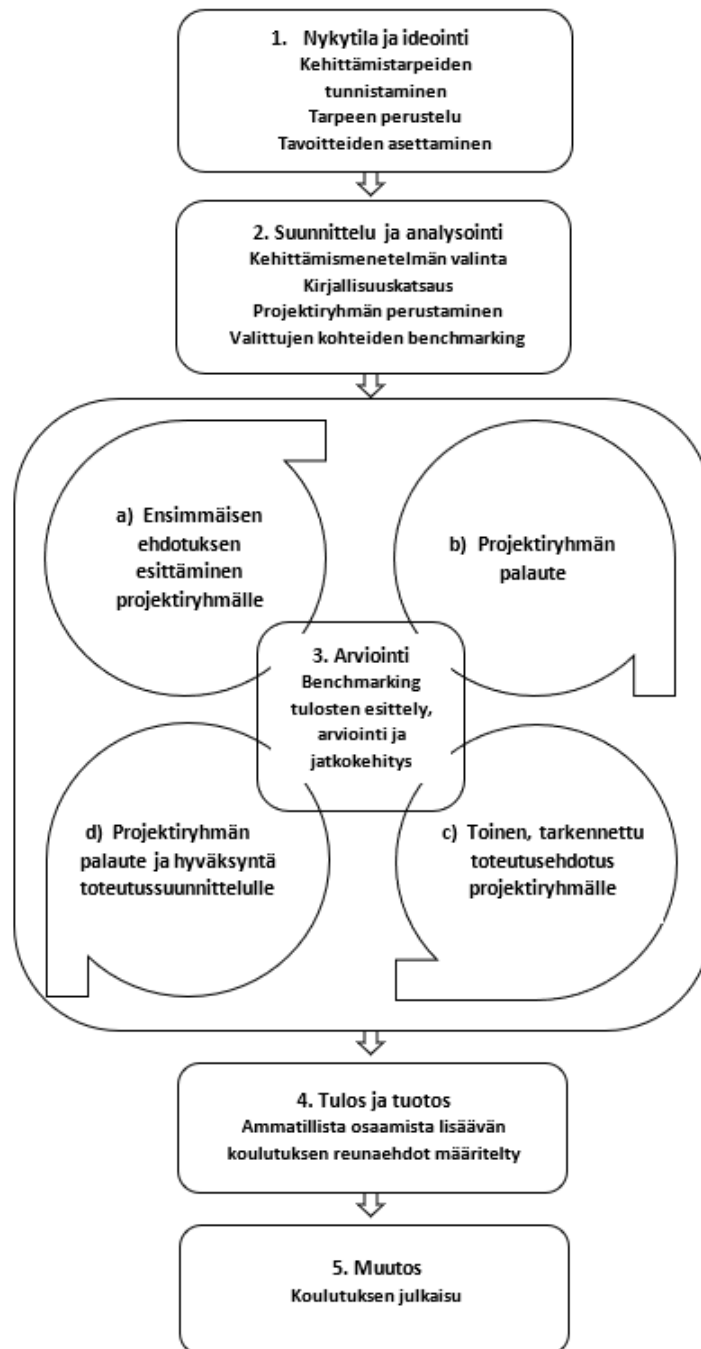 1. Nykytila ja ideointi
Kehittämistarpeiden
tunnistaminen
Tarpeen perustelu
Tavoitteiden asettaminen
2. Suunnittelu ja analysointi
Kehittämismenetelmän valinta
Kirjallisuuskatsaus
Projektiryhmän perustaminen
Valittujen kohteiden benchmarking
a) Ensimmäisen
ehdotuksen
esittäminen
projektiryhmälle
b) Projektiryhmän
palaute
3. Arviointi
Benchmarking
tulosten esittely,
arviointi ja
jatkokehitys
c) Toinen, tarkennettu
toteutusehdotus
projektiryhmälle
d) Projektiryhmän
palaute ja hyväksyntä
toteutussuunnittelulle
4. Tulos ja tuotos
Ammatillista osaamista lisäävän
koulutuksen reunaehdot määritelty
5. Muutos
Koulutuksen julkaisu